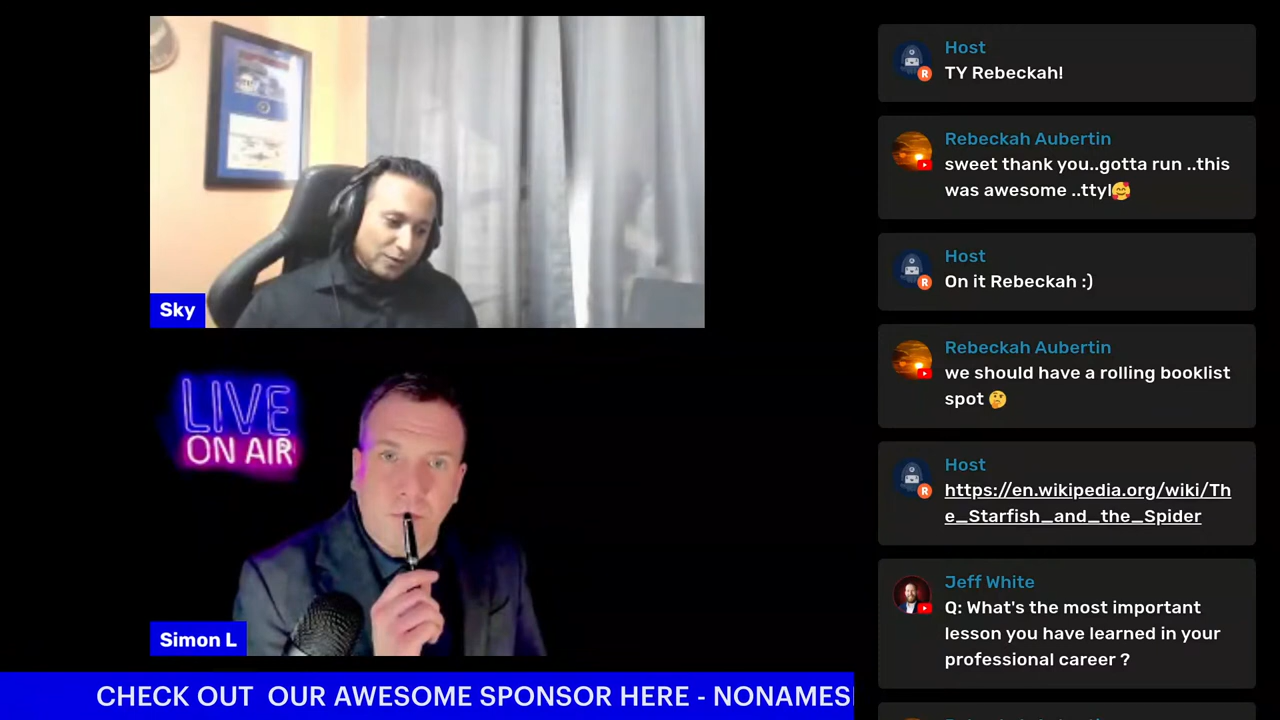 Sky
LIVE
ON AIR
Simon L
CHECK OUT  OUR AWESOME SPONSOR HERE - NONAMES
Host
TY Rebeckah!
Rebeckah Aubertin
sweet thank you..gotta run ..this
was awesome ..ttyl🥰
Host
On it Rebeckah :)
Rebeckah Aubertin
we should have a rolling booklist
spot 🤔
Host
https://en.wikipedia.org/wiki/Th
e_Starfish_and_the_Spider
Jeff White
Q: What's the most important
lesson you have learned in your
professional career ?